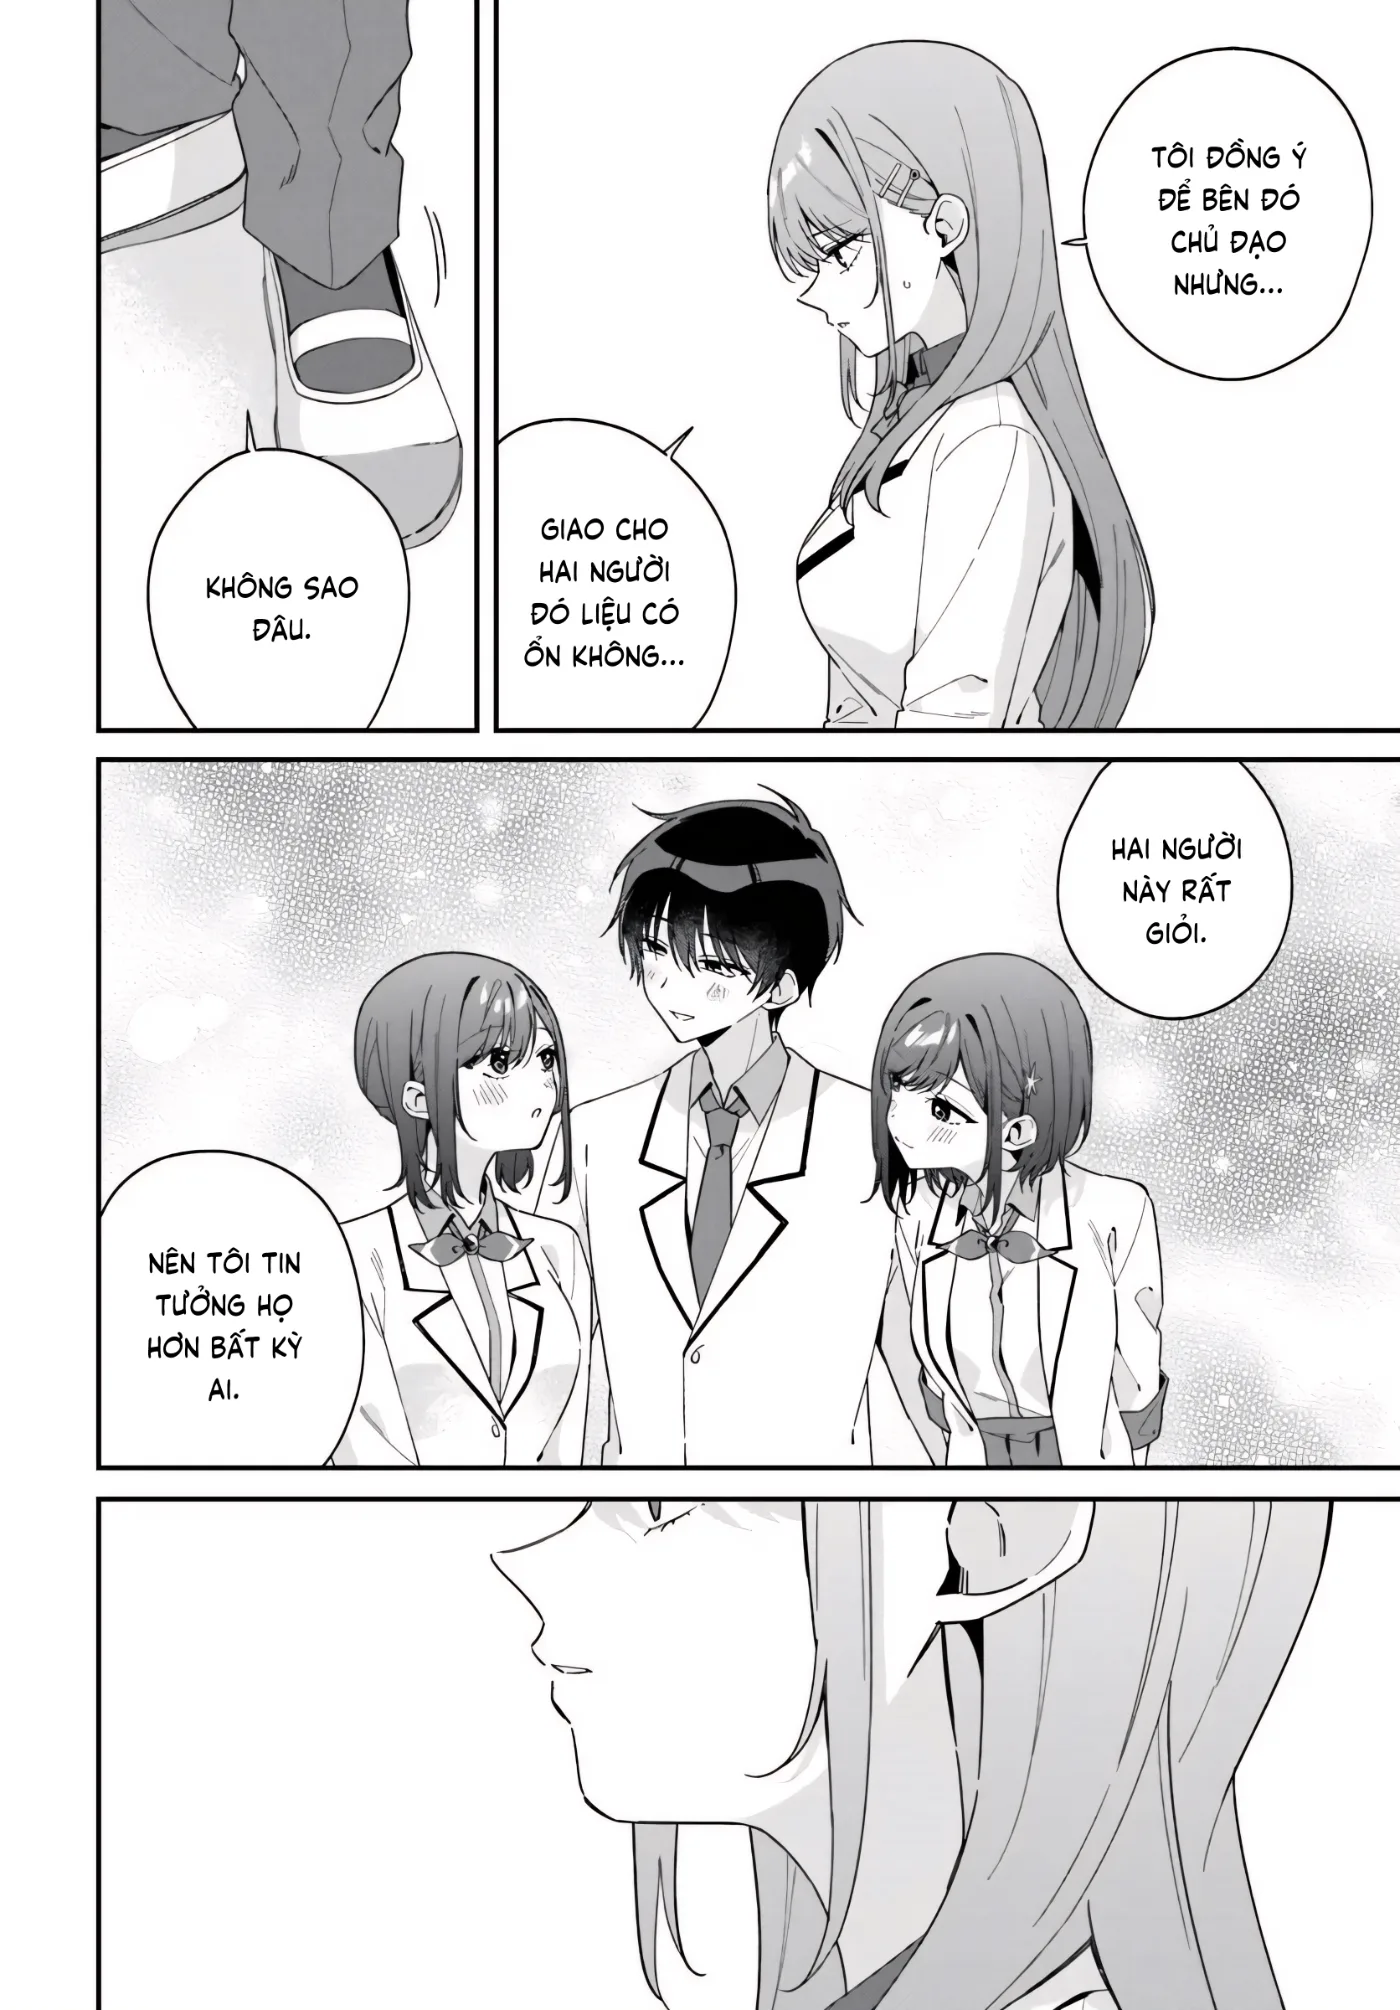 TÔI ĐỒNG Ý
ĐỂ BÊN ĐÓ
CHỦ ĐẠO
NHƯNG...
GIAO CHO
HAI NGƯỜI
ĐÓ LIỆU CÓ
ỔN KHÔNG...
KHÔNG SAO
ĐÂU.
HAI NGƯỜI
NÀY RẤT
GIỎI.
NÊN TÔI TIN
TƯỞNG HỌ
HƠN BẤT KỲ
AI.